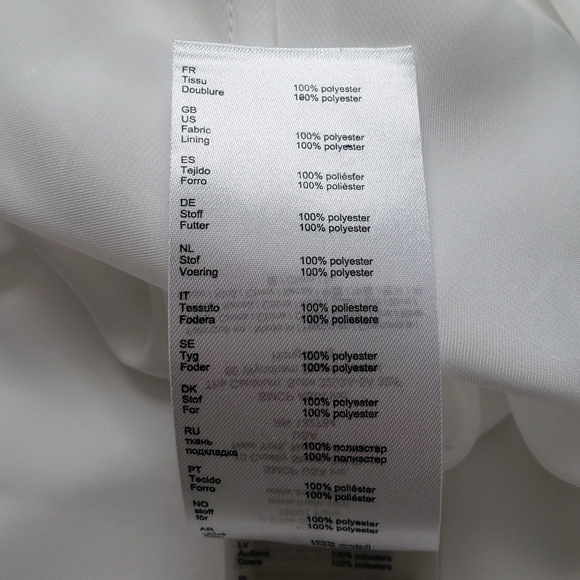 FR
Tissu 100% polyester
Doublure 100% polyester
GB
US
Fabric 100% polyester
Lining 100% polyester
ES
Tejido 100% poliéster
Forro 100% poliéster
DE
Stoff 100% polyester
Futter 100% polyester
NL
Stof 100% polyester
Voering 100% polyester
IT
Tessuto 100% poliestere
Fodera 100% poliestere
SE
Tyg 100% polyester
Foder 100% polyester
DK
Stof 100% polyester
For 100% polyester
RU
ткань 100% полиэстер
подкладка 100% полиэстер
PT
Tecido 100% poliéster
Forro 100% poliéster
NO
stoff 100% polyester
fôr 100% polyester
AR
LV